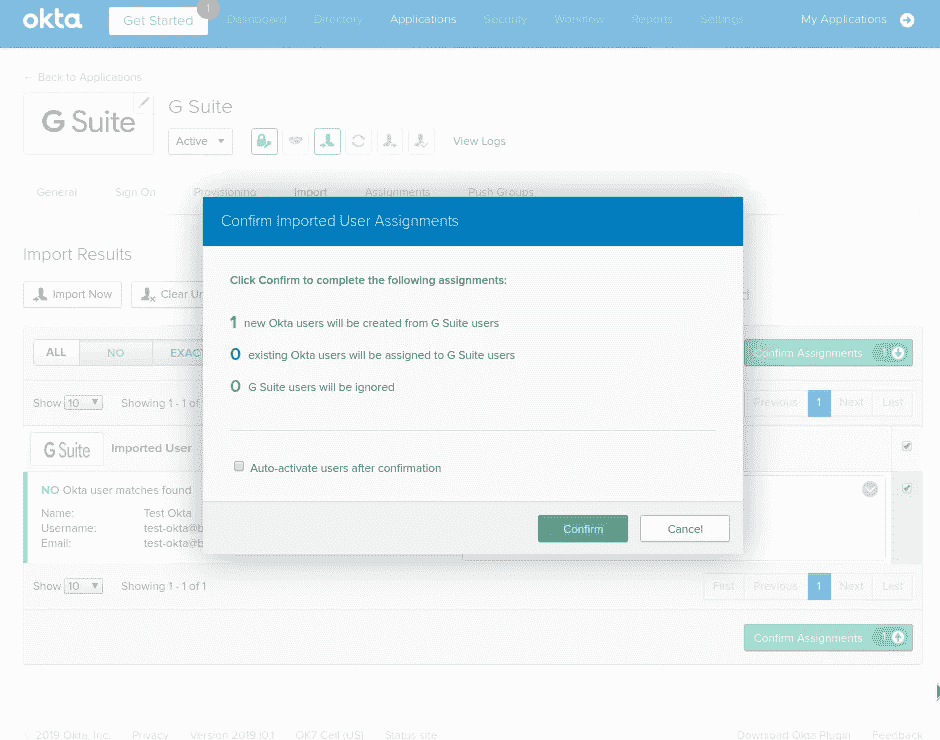 okta
Get Started 1 Dashboard Directory Applications Security Workflow Reports Settings My Applications
← Back to Applications
G Suite
G Suite
Active View Logs
General Sign On Provisioning Import Assignments Push Groups
Confirm Imported User Assignments
Import Results
Click Confirm to complete the following assignments:
Import Now Clear
1 new Okta users will be created from G Suite users
ALL NO EXAC
0 existing Okta users will be assigned to G Suite users
Confirm Assignments
0 G Suite users will be ignored
Show 10 Showing 1 - 1 of Previous 1 Next Last
G Suite Imported User
Auto-activate users after confirmation
NO Okta user matches found
Name: Test Okta
Username: test-okta@b
Email: test-okta@b
Confirm Cancel
Show 10 Showing 1 - 1 of 1 First Previous 1 Next Last
Confirm Assignments 1
© 2019 Okta, Inc. Privacy Version 2019.10.1 OK7 Cell (US) Status site Download Okta Plugin Feedback